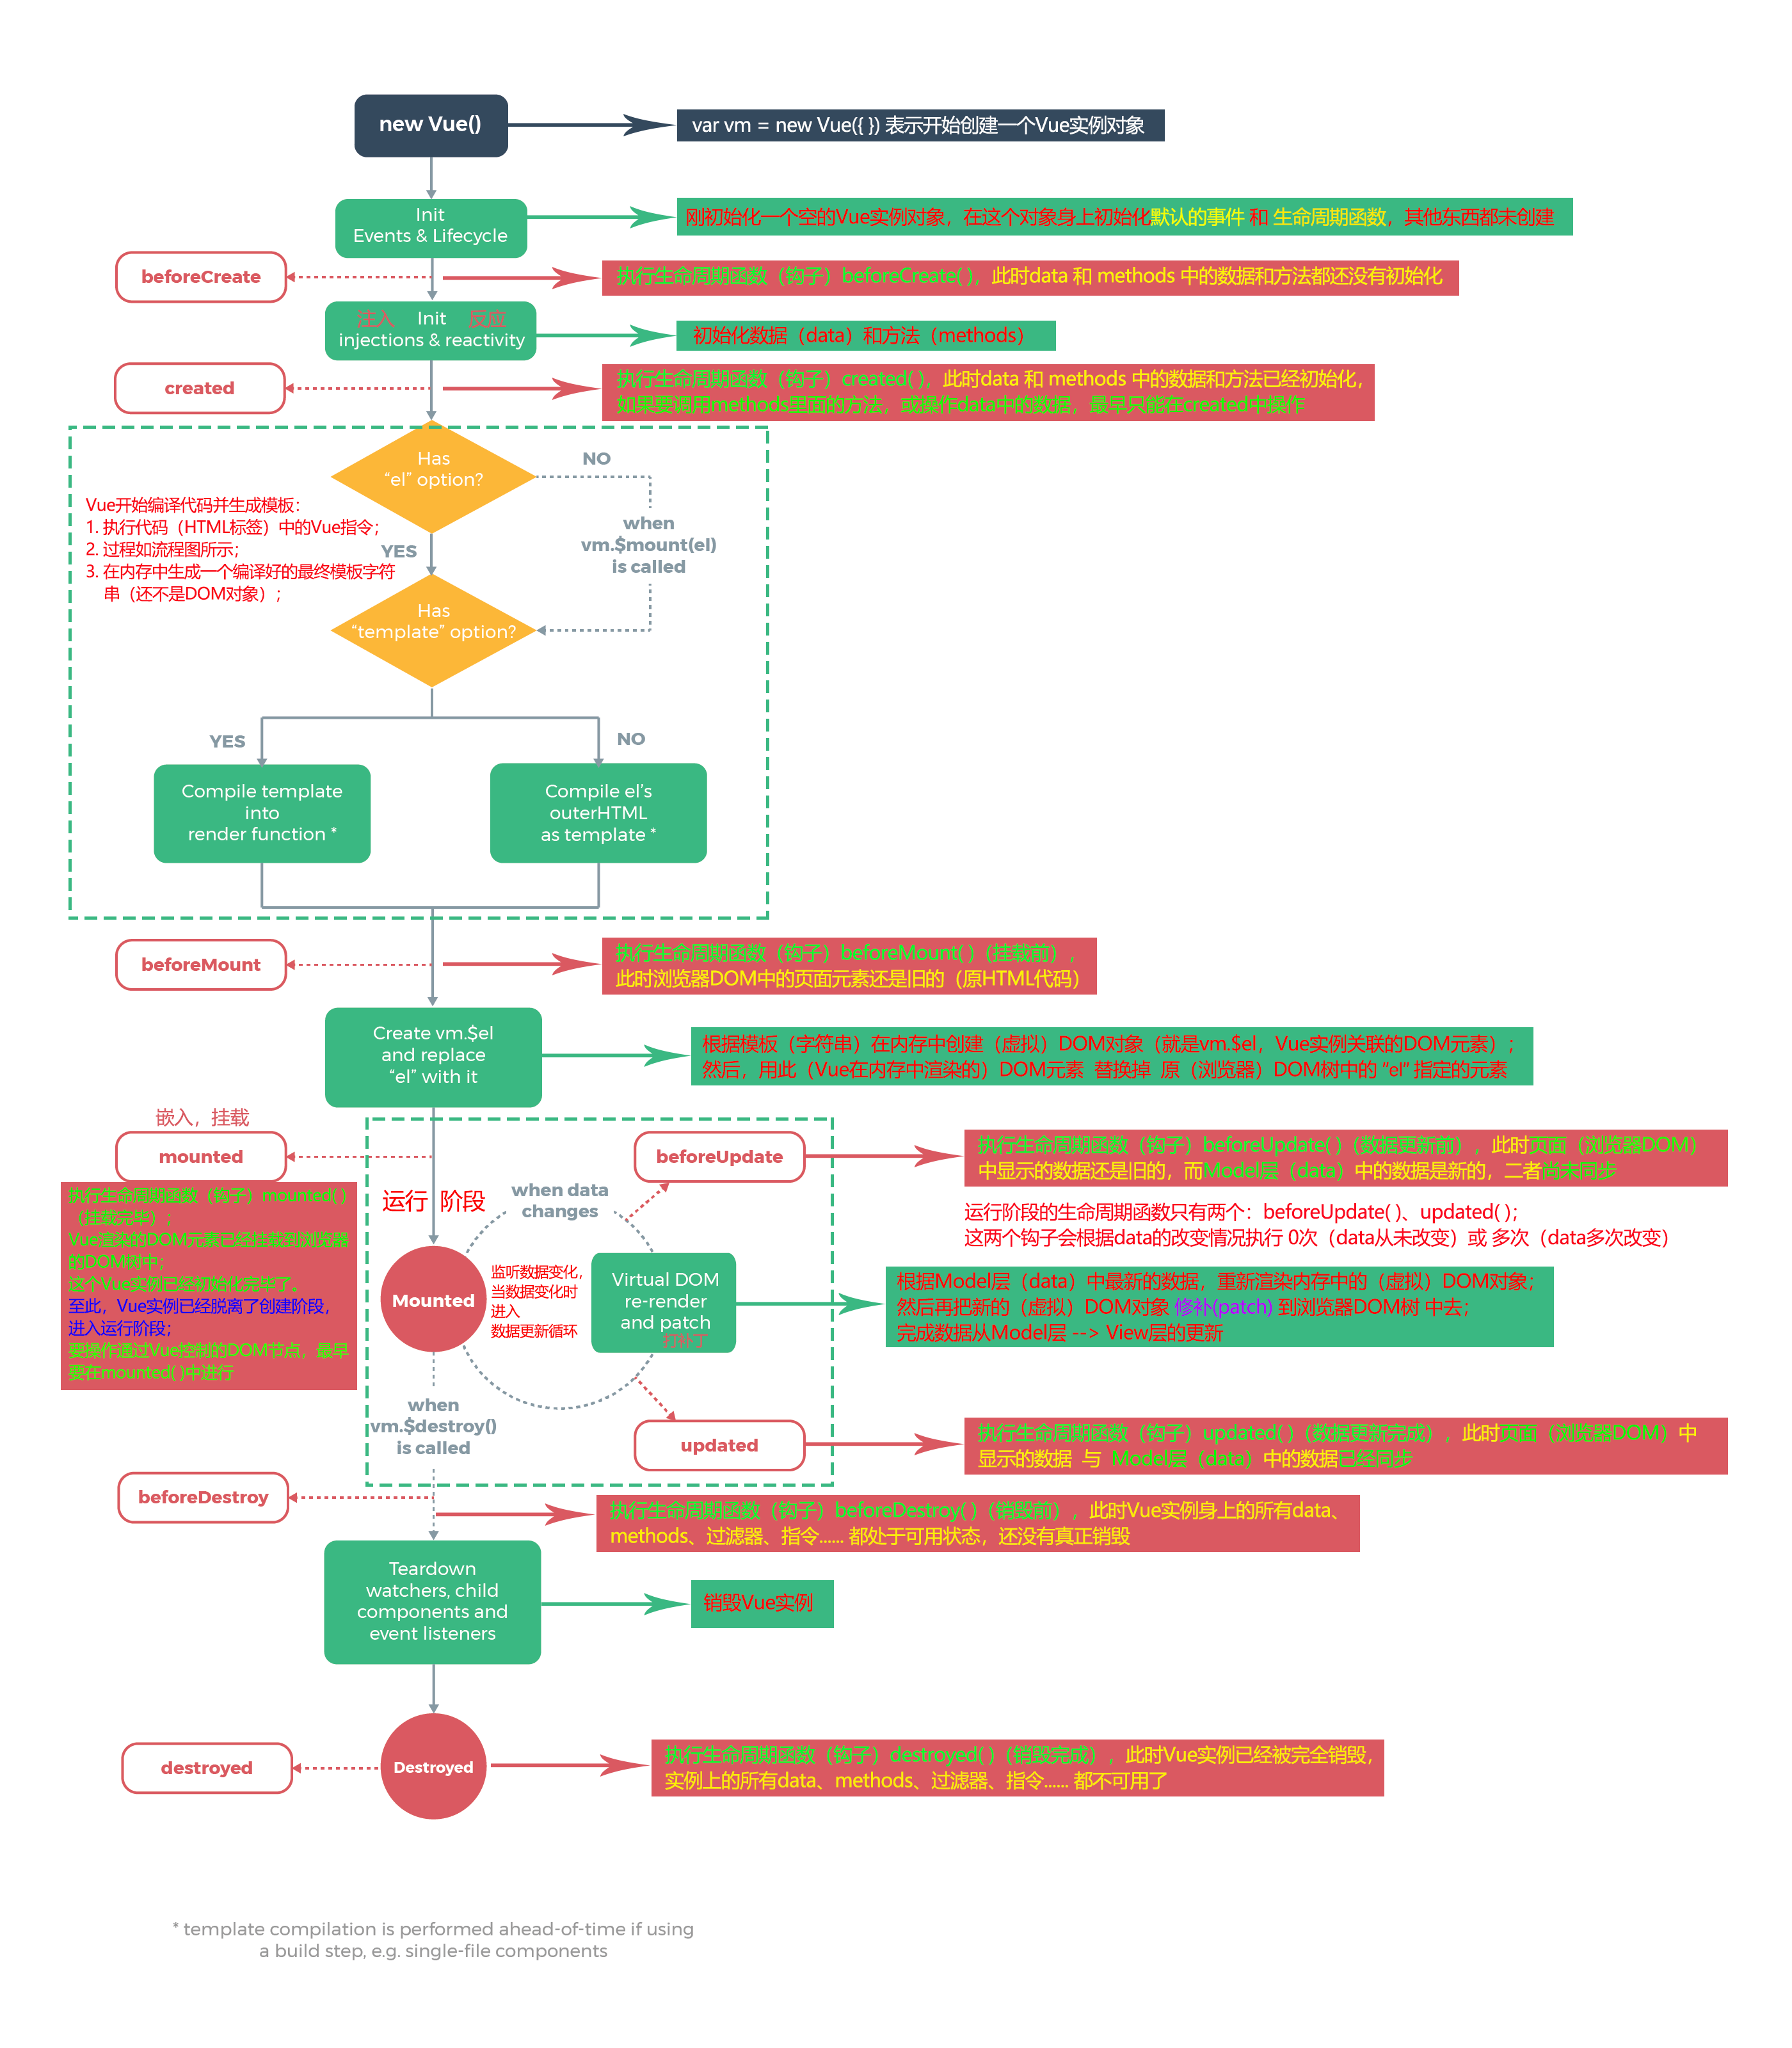 new Vue()
var vm = new Vue({ }) 表示开始创建一个Vue实例对象
Init
Events & Lifecycle
刚初始化一个空的Vue实例对象，在这个对象身上初始化默认的事件 和 生命周期函数，其他东西都未创建
beforeCreate
执行生命周期函数（钩子）beforeCreate( )，此时data 和 methods 中的数据和方法都还没有初始化
注入 Init 反应
injections & reactivity
初始化数据（data）和方法（methods）
created
执行生命周期函数（钩子）created( )，此时data 和 methods 中的数据和方法已经初始化，
如果要调用methods里面的方法，或操作data中的数据，最早只能在created中操作
Has
“el” option?
NO
Vue开始编译代码并生成模板：
1. 执行代码（HTML标签）中的Vue指令；
2. 过程如流程图所示；
3. 在内存中生成一个编译好的最终模板字符
串（还不是DOM对象）；
YES
when
vm.$mount(el)
is called
Has
“template” option?
YES
NO
Compile template
into
render function *
Compile el’s
outerHTML
as template *
beforeMount
执行生命周期函数（钩子）beforeMount( )（挂载前），
此时浏览器DOM中的页面元素还是旧的（原HTML代码）
Create vm.$el
and replace
“el” with it
根据模板（字符串）在内存中创建（虚拟）DOM对象（就是vm.$el，Vue实例关联的DOM元素）；
然后，用此（Vue在内存中渲染的）DOM元素 替换掉 原（浏览器）DOM树中的 “el” 指定的元素
嵌入，挂载
mounted
执行生命周期函数（钩子）mounted( )
（挂载完毕）；
Vue渲染的DOM元素已经挂载到浏览器
的DOM树中；
这个Vue实例已经初始化完毕了。
至此，Vue实例已经脱离了创建阶段，
进入运行阶段；
要操作通过Vue控制的DOM节点，最早
要在mounted( )中进行
运行 阶段
when data
changes
beforeUpdate
执行生命周期函数（钩子）beforeUpdate( )（数据更新前），此时页面（浏览器DOM）
中显示的数据还是旧的，而Model层（data）中的数据是新的，二者尚未同步
运行阶段的生命周期函数只有两个：beforeUpdate( )、updated( )；
这两个钩子会根据data的改变情况执行 0次（data从未改变）或 多次（data多次改变）
Mounted
监听数据变化，
当数据变化时
进入
数据更新循环
Virtual DOM
re-render
and patch
打补丁
根据Model层（data）中最新的数据，重新渲染内存中的（虚拟）DOM对象；
然后再把新的（虚拟）DOM对象 修补(patch) 到浏览器DOM树 中去；
完成数据从Model层 --> View层的更新
when
vm.$destroy()
is called
updated
执行生命周期函数（钩子）updated( )（数据更新完成），此时页面（浏览器DOM）中
显示的数据 与 Model层（data）中的数据已经同步
beforeDestroy
执行生命周期函数（钩子）beforeDestroy( )（销毁前），此时Vue实例身上的所有data、
methods、过滤器、指令...... 都处于可用状态，还没有真正销毁
Teardown
watchers, child
components and
event listeners
销毁Vue实例
destroyed
Destroyed
执行生命周期函数（钩子）destroyed( )（销毁完成），此时Vue实例已经被完全销毁，
实例上的所有data、methods、过滤器、指令...... 都不可用了
* template compilation is performed ahead-of-time if using
a build step, e.g. single-file components